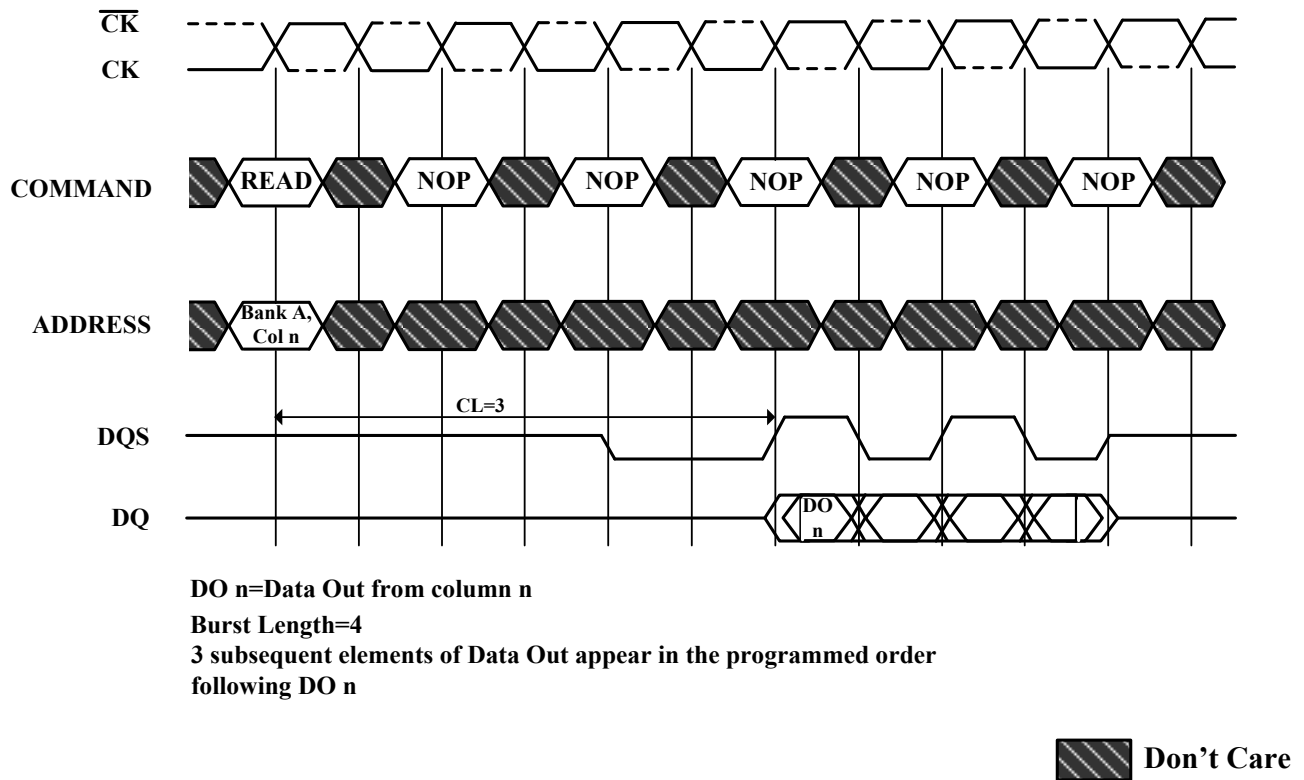 CK
CK
COMMAND READ NOP NOP NOP NOP NOP
ADDRESS Bank A,
Col n
CL=3
DQS
DQ DO
n
DO n=Data Out from column n
Burst Length=4
3 subsequent elements of Data Out appear in the programmed order
following DO n
Don't Care